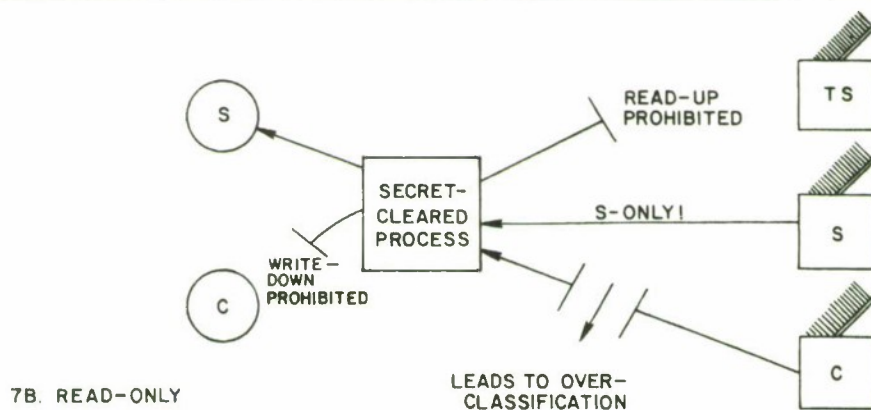 TS
READ-UP
PROHIBITED
S
SECRET-
CLEARED
PROCESS
S-ONLY!
S
WRITE-
DOWN
PROHIBITED
C
C
LEADS TO OVER-
CLASSIFICATION
7B. READ-ONLY